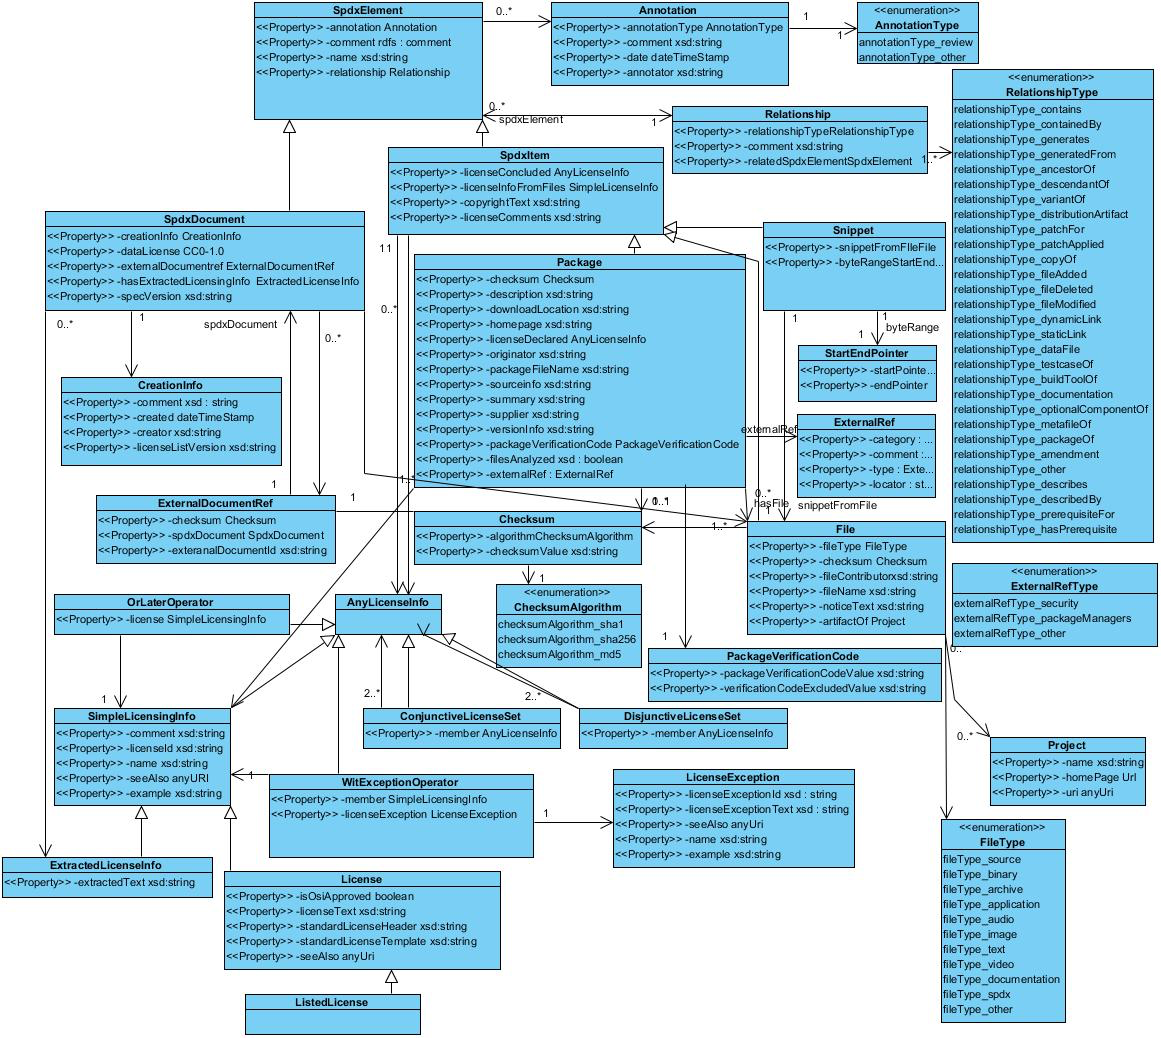 SpdxElement
<<Property>> -annotation Annotation
<<Property>> -comment rdfs : comment
<<Property>> -name xsd:string
<<Property>> -relationship Relationship
0..*
Annotation
<<Property>> -annotationType AnnotationType
<<Property>> -comment xsd:string
<<Property>> -date dateTimeStamp
<<Property>> -annotator xsd:string
1
1
<<enumeration>>
AnnotationType
annotationType_review
annotationType_other
0..*
spdxElement
1
Relationship
<<Property>> -relationshipTypeRelationshipType
<<Property>> -comment xsd:string
<<Property>> -relatedSpdxElementSpdxElement
1..*
<<enumeration>>
RelationshipType
relationshipType_contains
relationshipType_containedBy
relationshipType_generates
relationshipType_generatedFrom
relationshipType_ancestorOf
relationshipType_descendantOf
relationshipType_variantOf
relationshipType_distributionArtifact
relationshipType_patchFor
relationshipType_patchApplied
relationshipType_copyOf
relationshipType_fileAdded
relationshipType_fileDeleted
relationshipType_fileModified
relationshipType_dynamicLink
relationshipType_staticLink
relationshipType_dataFile
relationshipType_testcaseOf
relationshipType_buildToolOf
relationshipType_documentation
relationshipType_optionalComponentOf
relationshipType_metafileOf
relationshipType_packageOf
relationshipType_amendment
relationshipType_other
relationshipType_describes
relationshipType_describedBy
relationshipType_prerequisiteFor
relationshipType_hasPrerequisite
SpdxItem
<<Property>> -licenseConcluded AnyLicenseInfo
<<Property>> -licenseInfoFromFiles SimpleLicenseInfo
<<Property>> -copyrightText xsd:string
<<Property>> -licenseComments xsd:string
11
0..*
SpdxDocument
<<Property>> -creationInfo CreationInfo
<<Property>> -dataLicense CC0-1.0
<<Property>> -externalDocumentref ExternalDocumentRef
<<Property>> -hasExtractedLicensingInfo ExtractedLicenseInfo
<<Property>> -specVersion xsd:string
0..*
1
spdxDocument
0..*
Snippet
<<Property>> -snippetFromFIleFile
<<Property>> -byteRangeStartEnd...
1
1
1
byteRange
Package
<<Property>> -checksum Checksum
<<Property>> -description xsd:string
<<Property>> -downloadLocation xsd:string
<<Property>> -homepage xsd:string
<<Property>> -licenseDeclared AnyLicenseInfo
<<Property>> -originator xsd:string
<<Property>> -packageFileName xsd:string
<<Property>> -sourceinfo xsd:string
<<Property>> -summary xsd:string
<<Property>> -supplier xsd:string
<<Property>> -versionInfo xsd:string
<<Property>> -packageVerificationCode PackageVerificationCode
<<Property>> -filesAnalyzed xsd : boolean
<<Property>> -externalRef : ExternalRef
StartEndPointer
<<Property>> -startPointe...
<<Property>> -endPointer
CreationInfo
<<Property>> -comment xsd : string
<<Property>> -created dateTimeStamp
<<Property>> -creator xsd:string
<<Property>> -licenseListVersion xsd:string
externalRef
ExternalRef
<<Property>> -category : ...
<<Property>> -comment :...
<<Property>> -type : Exte...
<<Property>> -locator : st...
1
1
0..*
hasFile
snippetFromFile
ExternalDocumentRef
<<Property>> -checksum Checksum
<<Property>> -spdxDocument SpdxDocument
<<Property>> -exteranalDocumentId xsd:string
Checksum
<<Property>> -algorithmChecksumAlgorithm
<<Property>> -checksumValue xsd:string
1..*
File
<<Property>> -fileType FileType
<<Property>> -checksum Checksum
<<Property>> -fileContributorxsd:string
<<Property>> -fileName xsd:string
<<Property>> -noticeText xsd:string
<<Property>> -artifactOf Project
<<enumeration>>
ExternalRefType
externalRefType_security
externalRefType_packageManagers
externalRefType_other
1
<<enumeration>>
ChecksumAlgorithm
checksumAlgorithm_sha1
checksumAlgorithm_sha256
checksumAlgorithm_md5
OrLaterOperator
<<Property>> -license SimpleLicensingInfo
AnyLicenseInfo
1
PackageVerificationCode
<<Property>> -packageVerificationCodeValue xsd:string
<<Property>> -verificationCodeExcludedValue xsd:string
0..
1
2..*
2..*
SimpleLicensingInfo
<<Property>> -comment xsd:string
<<Property>> -licenseId xsd:string
<<Property>> -name xsd:string
<<Property>> -seeAlso anyURI
<<Property>> -example xsd:string
ConjunctiveLicenseSet
<<Property>> -member AnyLicenseInfo
DisjunctiveLicenseSet
<<Property>> -member AnyLicenseInfo
0..*
Project
<<Property>> -name xsd:string
<<Property>> -homePage Url
<<Property>> -uri anyUri
1
WitExceptionOperator
<<Property>> -member SimpleLicensingInfo
<<Property>> -licenseException LicenseException
1
LicenseException
<<Property>> -licenseExceptionId xsd : string
<<Property>> -licenseExceptionText xsd : string
<<Property>> -seeAlso anyUri
<<Property>> -name xsd:string
<<Property>> -example xsd:string
<<enumeration>>
FileType
fileType_source
fileType_binary
fileType_archive
fileType_application
fileType_audio
fileType_image
fileType_text
fileType_video
fileType_documentation
fileType_spdx
fileType_other
ExtractedLicenseInfo
<<Property>> -extractedText xsd:string
License
<<Property>> -isOsiApproved boolean
<<Property>> -licenseText xsd:string
<<Property>> -standardLicenseHeader xsd:string
<<Property>> -standardLicenseTemplate xsd:string
<<Property>> -seeAlso anyUri
ListedLicense